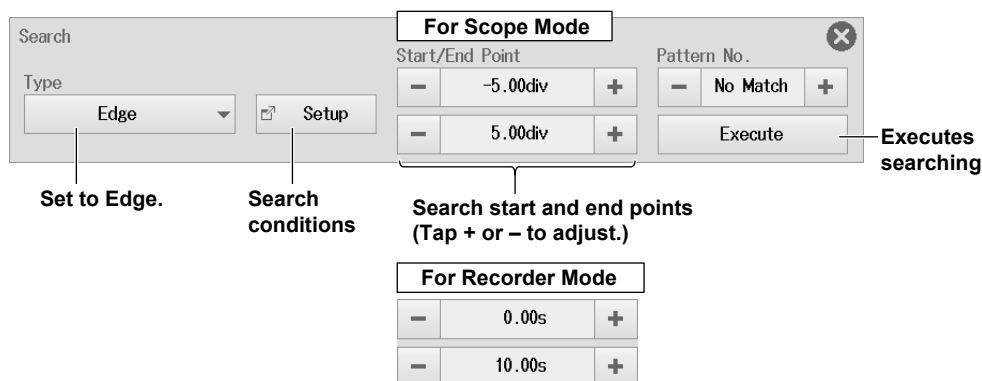 For Scope Mode
Search
Start/End Point
Pattern No.
Type
− -5.00div +
− No Match +
Edge
Setup
− 5.00div +
Execute
Executes
searching
Set to Edge.
Search
conditions
Search start and end points
(Tap + or – to adjust.)
For Recorder Mode
− 0.00s +
− 10.00s +